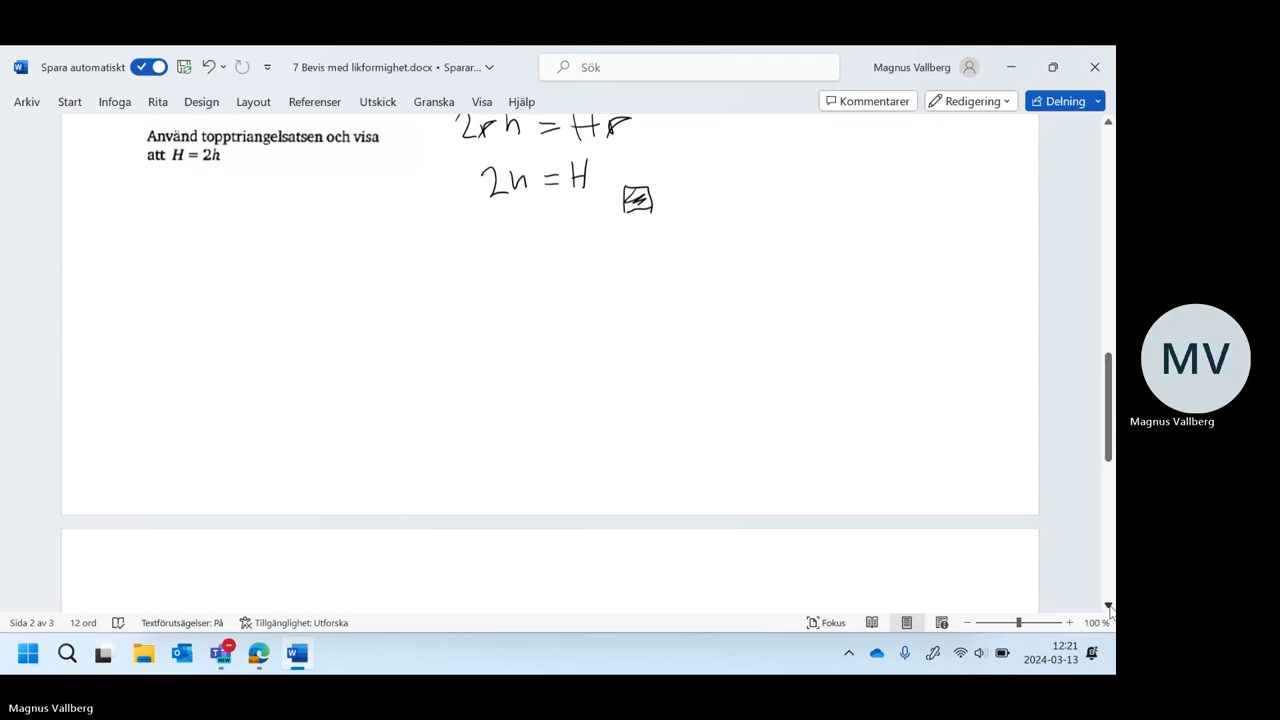 Spara automatiskt
7 Bevis med likformighet.docx • Sparar...
Sök
Magnus Vallberg
Arkiv Start Infoga Rita Design Layout Referenser Utskick Granska Visa Hjälp
Kommentarer Redigering Delning
Använd topptriangelsatsen och visa
att H = 2h
2rh = Hr
2h = H
MV
Magnus Vallberg
Sida 2 av 3 12 ord Textförutsägelser: På Tillgänglighet: Utforska Fokus 100 %
NEW
12:21
2024-03-13
Magnus Vallberg